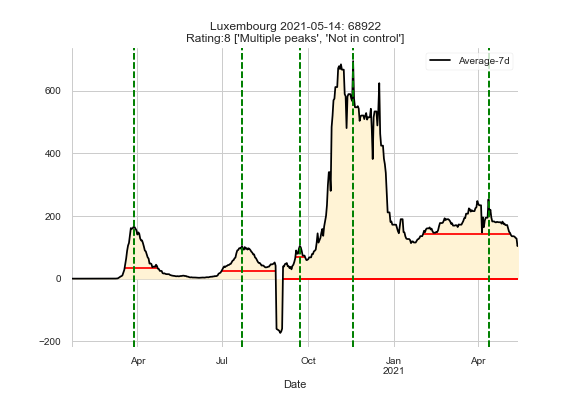 Luxembourg 2021-05-14: 68922
Rating:8 ['Multiple peaks', 'Not in control']
Average-7d
600
400
200
0
−200
Apr
Jul
Oct
Jan
2021
Apr
Date